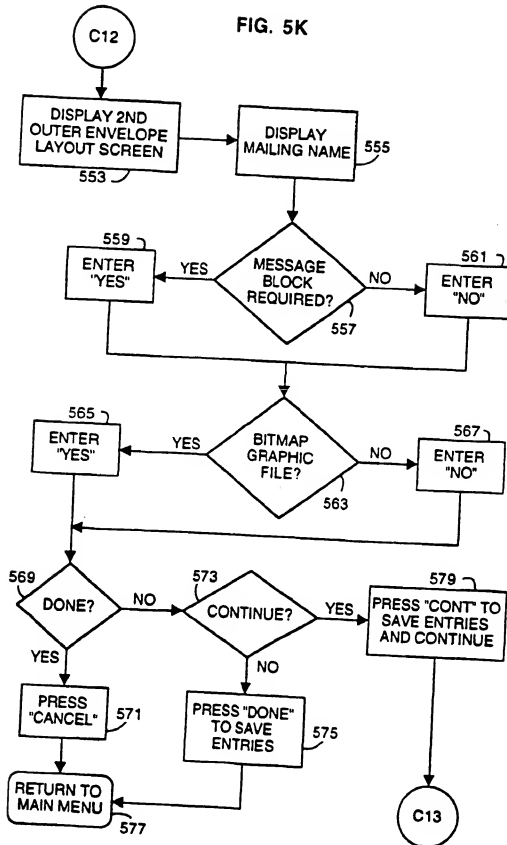 FIG. 5K
C12
DISPLAY 2ND
OUTER ENVELOPE
LAYOUT SCREEN
553
DISPLAY
MAILING NAME
555
559
ENTER
"YES"
YES
MESSAGE
BLOCK
REQUIRED?
557
NO
561
ENTER
"NO"
565
ENTER
"YES"
YES
BITMAP
GRAPHIC
FILE?
563
NO
567
ENTER
"NO"
569
DONE?
NO
573
CONTINUE?
YES
579
PRESS "CONT" TO
SAVE ENTRIES
AND CONTINUE
YES
NO
PRESS
"CANCEL"
571
PRESS "DONE"
TO SAVE
ENTRIES
575
RETURN TO
MAIN MENU
577
C13